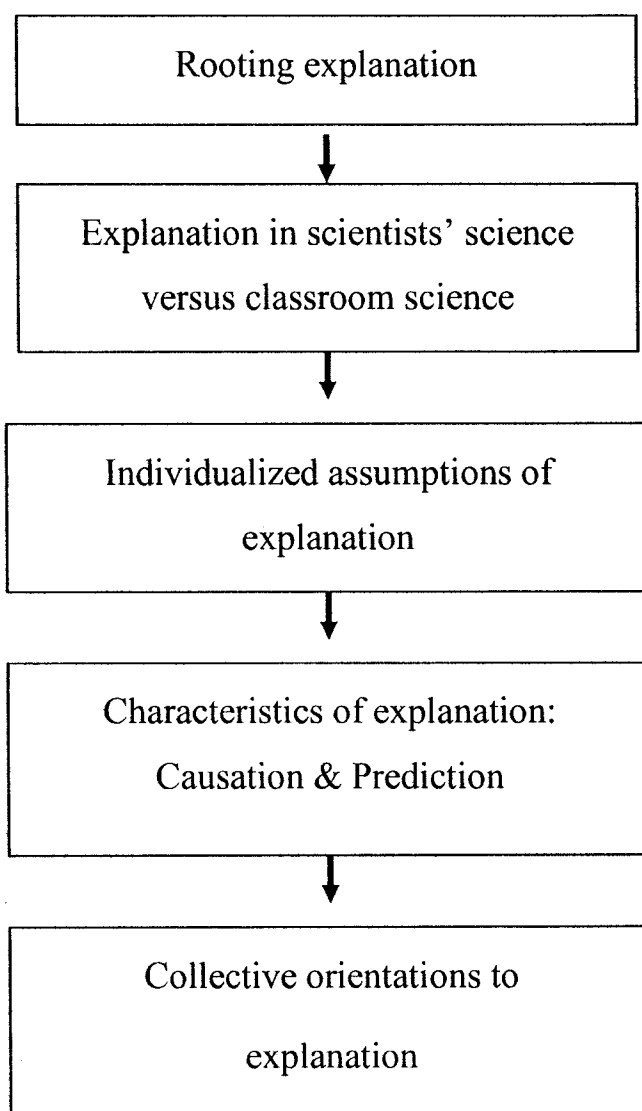 Rooting explanation
Explanation in scientists’ science
versus classroom science
Individualized assumptions of
explanation
Characteristics of explanation:
Causation & Prediction
Collective orientations to
explanation